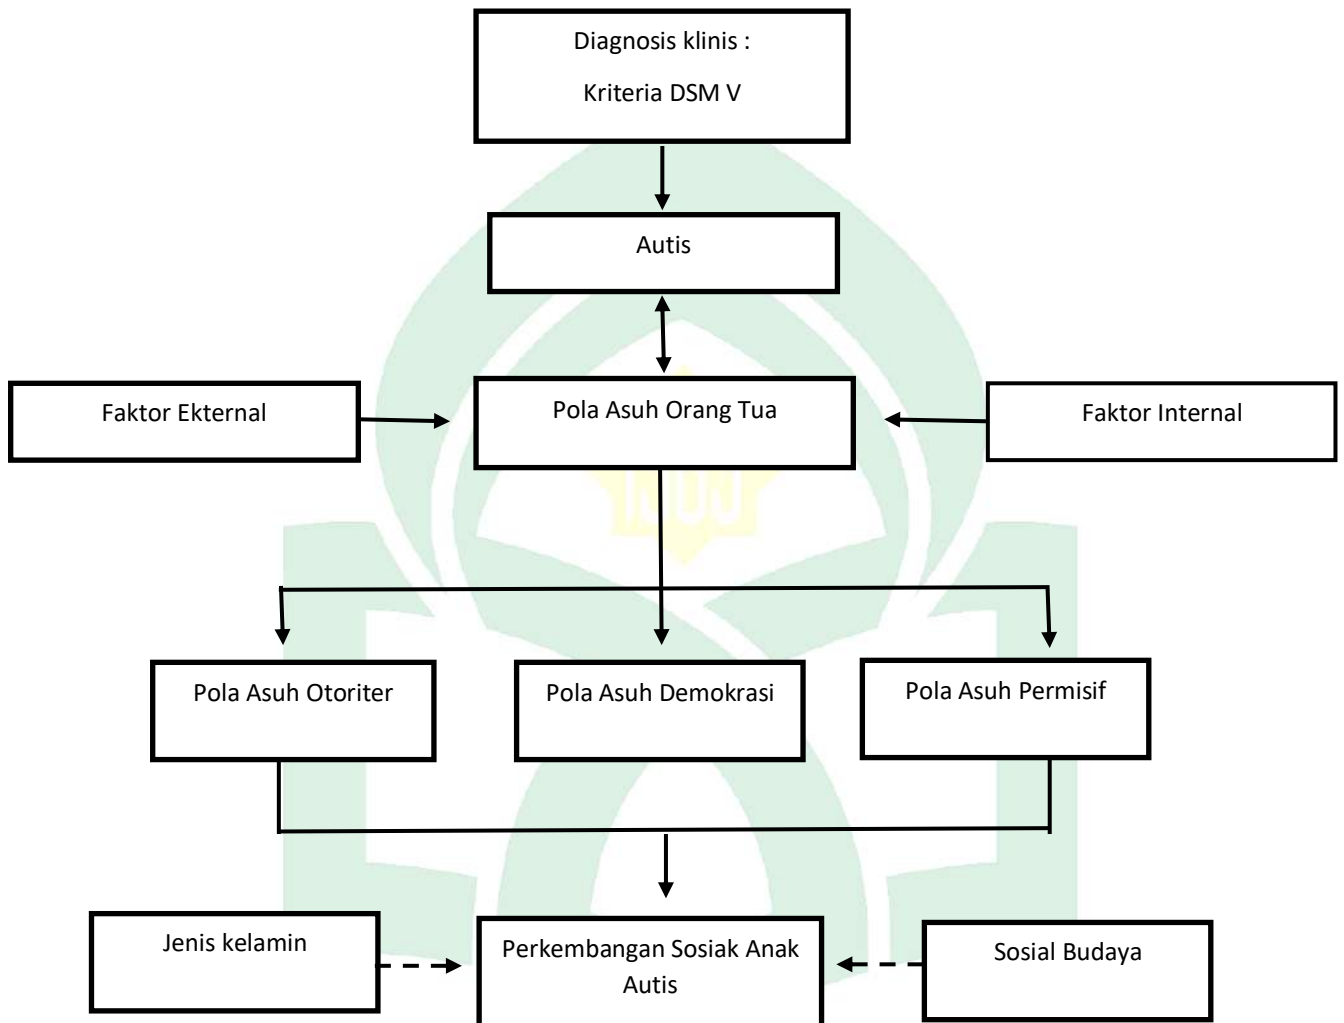 Diagnosis klinis :
Kriteria DSM V
Autis
Faktor Ekternal
Pola Asuh Orang Tua
Faktor Internal
Pola Asuh Otoriter
Pola Asuh Demokrasi
Pola Asuh Permisif
Jenis kelamin
Perkembangan Sosiak Anak
Autis
Sosial Budaya